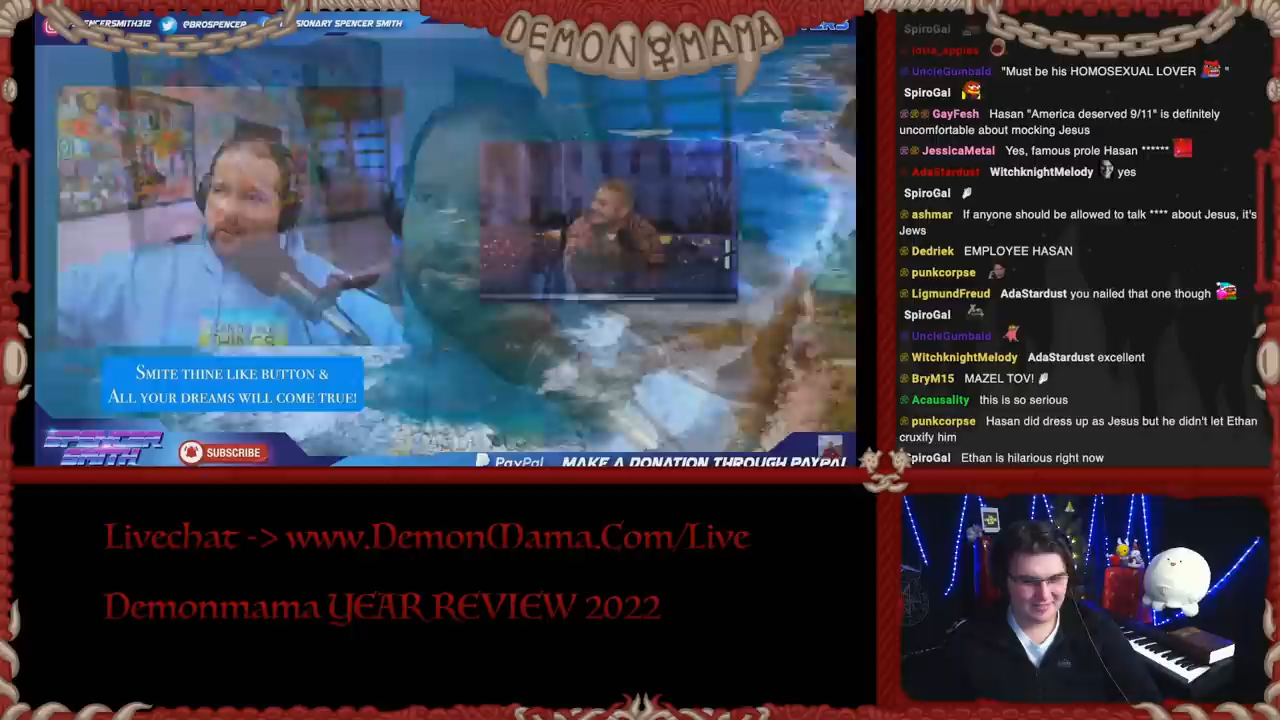 @BROSPENCER
SIONARY SPENCER SMITH
DEMON MAMA
SMITE THINE LIKE BUTTON &
ALL YOUR DREAMS WILL COME TRUE!
SPENCER
SMITH
SUBSCRIBE
PayPal
MAKE A DONATION THROUGH PAYPAL
SpiroGal
lotta_apples
UncleGumbald "Must be his HOMOSEXUAL LOVER "
SpiroGal
GayFesh Hasan "America deserved 9/11" is definitely
uncomfortable about mocking Jesus
JessicaMetal Yes, famous prole Hasan ******
AdaStardust WitchknightMelody yes
SpiroGal
ashmar If anyone should be allowed to talk **** about Jesus, it's
Jews
Dedriek EMPLOYEE HASAN
punkcorpse
LigmundFreud AdaStardust you nailed that one though
SpiroGal
UncleGumbald
WitchknightMelody AdaStardust excellent
BryM15 MAZEL TOV!
Acausality this is so serious
punkcorpse Hasan did dress up as Jesus but he didn't let Ethan
cruxify him
SpiroGal Ethan is hilarious right now
Livechat -> www.DemonMama.Com/Live
Demonmama YEAR REVIEW 2022